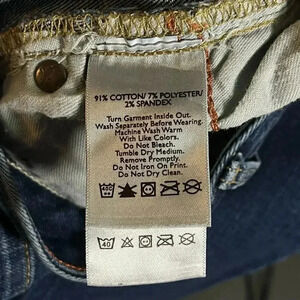 91% COTTON/ 7% POLYESTER/
2% SPANDEX
Turn Garment Inside Out.
Wash Separately Before Wearing.
Machine Wash Warm
With Like Colors.
Do Not Bleach.
Tumble Dry Medium.
Remove Promptly.
Do Not Iron On Print.
Do Not Dry Clean.
40